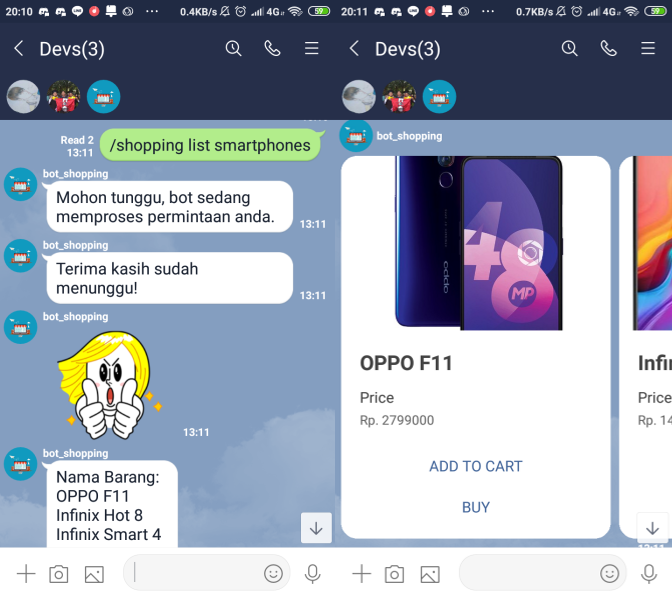 20:10 ... 0.4KB/s 4G 59
Devs(3)
Read 2
13:11
/shopping list smartphones
bot_shopping
Mohon tunggu, bot sedang
memproses permintaan anda.
13:11
bot_shopping
Terima kasih sudah
menunggu!
13:11
bot_shopping
13:11
bot_shopping
Nama Barang:
OPPO F11
Infinix Hot 8
Infinix Smart 4
20:11 ... 0.7KB/s 4G 59
Devs(3)
bot_shopping
48
MP
oppo
OPPO F11
Price
Rp. 2799000
ADD TO CART
BUY
Infi
Price
Rp. 14